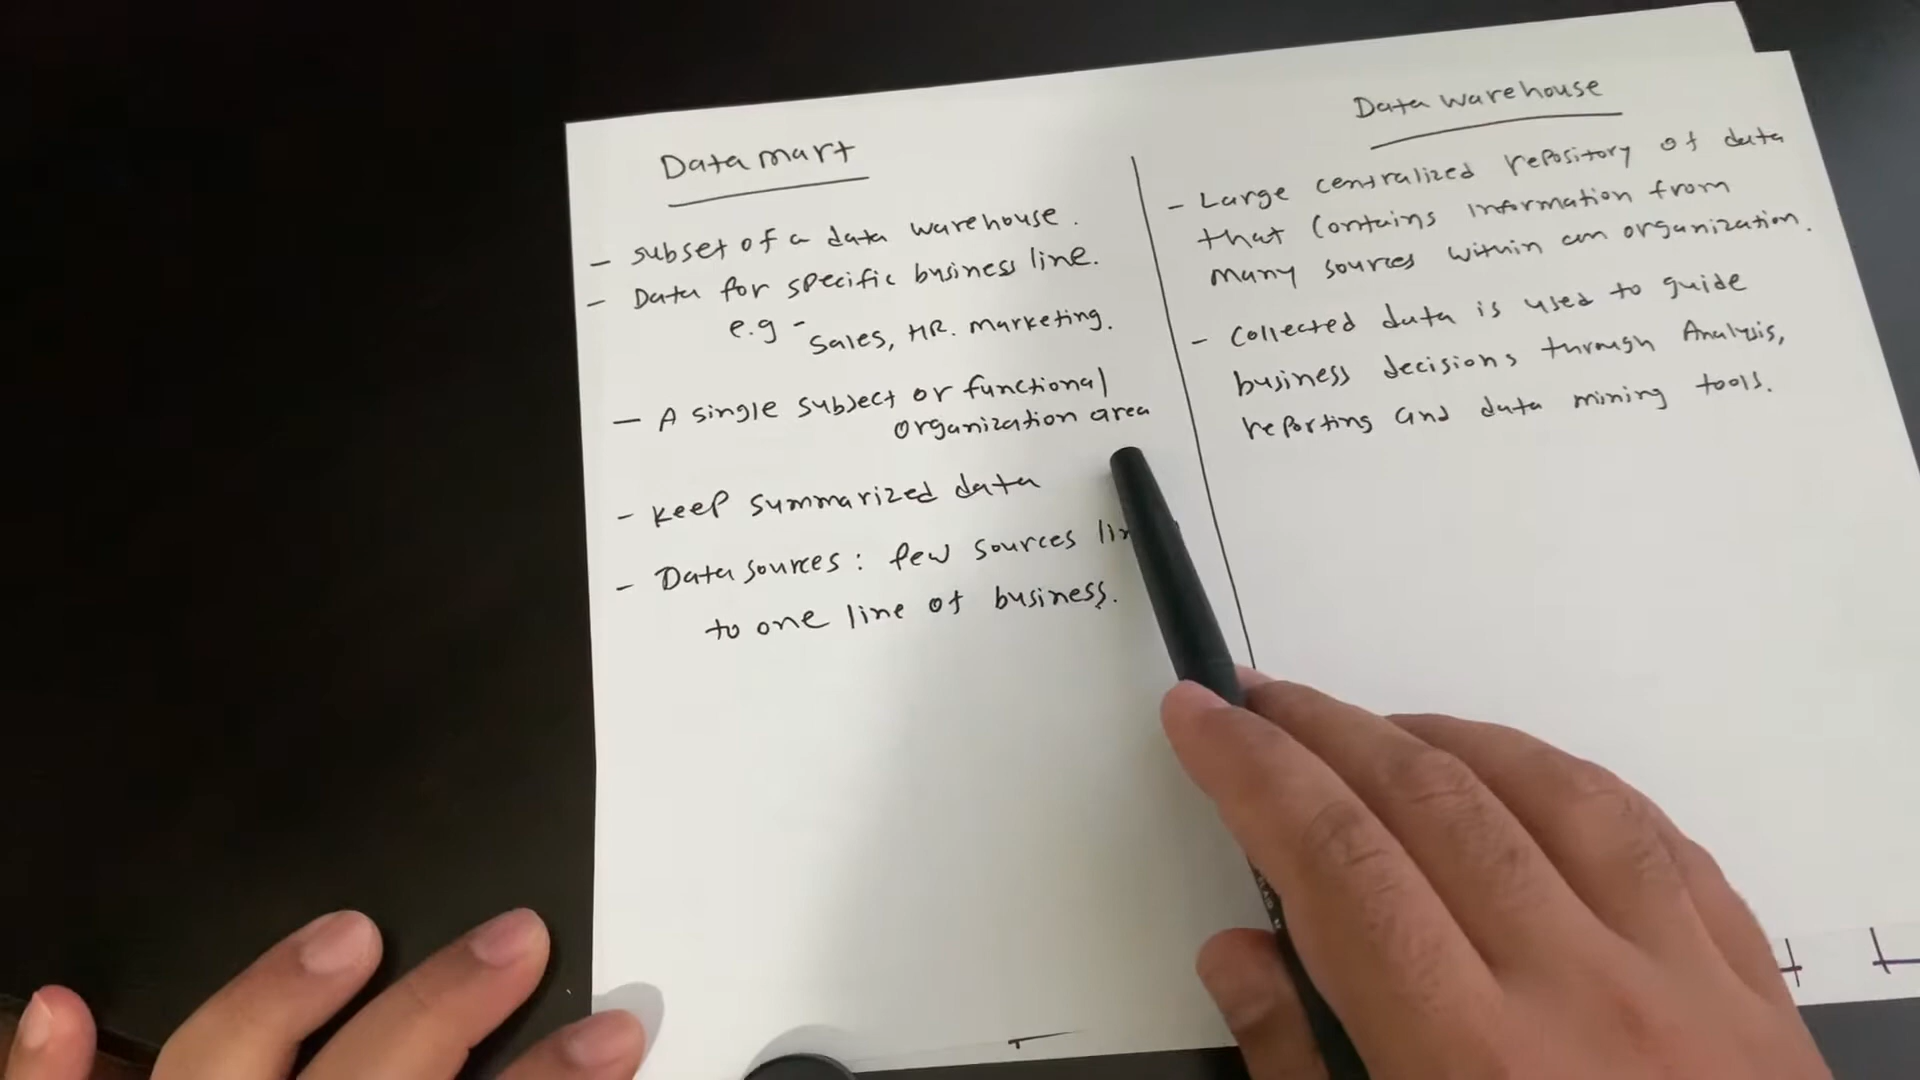 Data mart
- subset of a data warehouse.
- Data for specific business line.
e.g - Sales, HR. marketing.
- A single subject or functional
organization area
- keep summarized data
- Data sources: few sources
to one line of business.
Data warehouse
- Large centralized repository of data
that contains information from
many sources within an organization.
- Collected data is used to guide
business decisions through Analysis,
reporting and data mining tools.